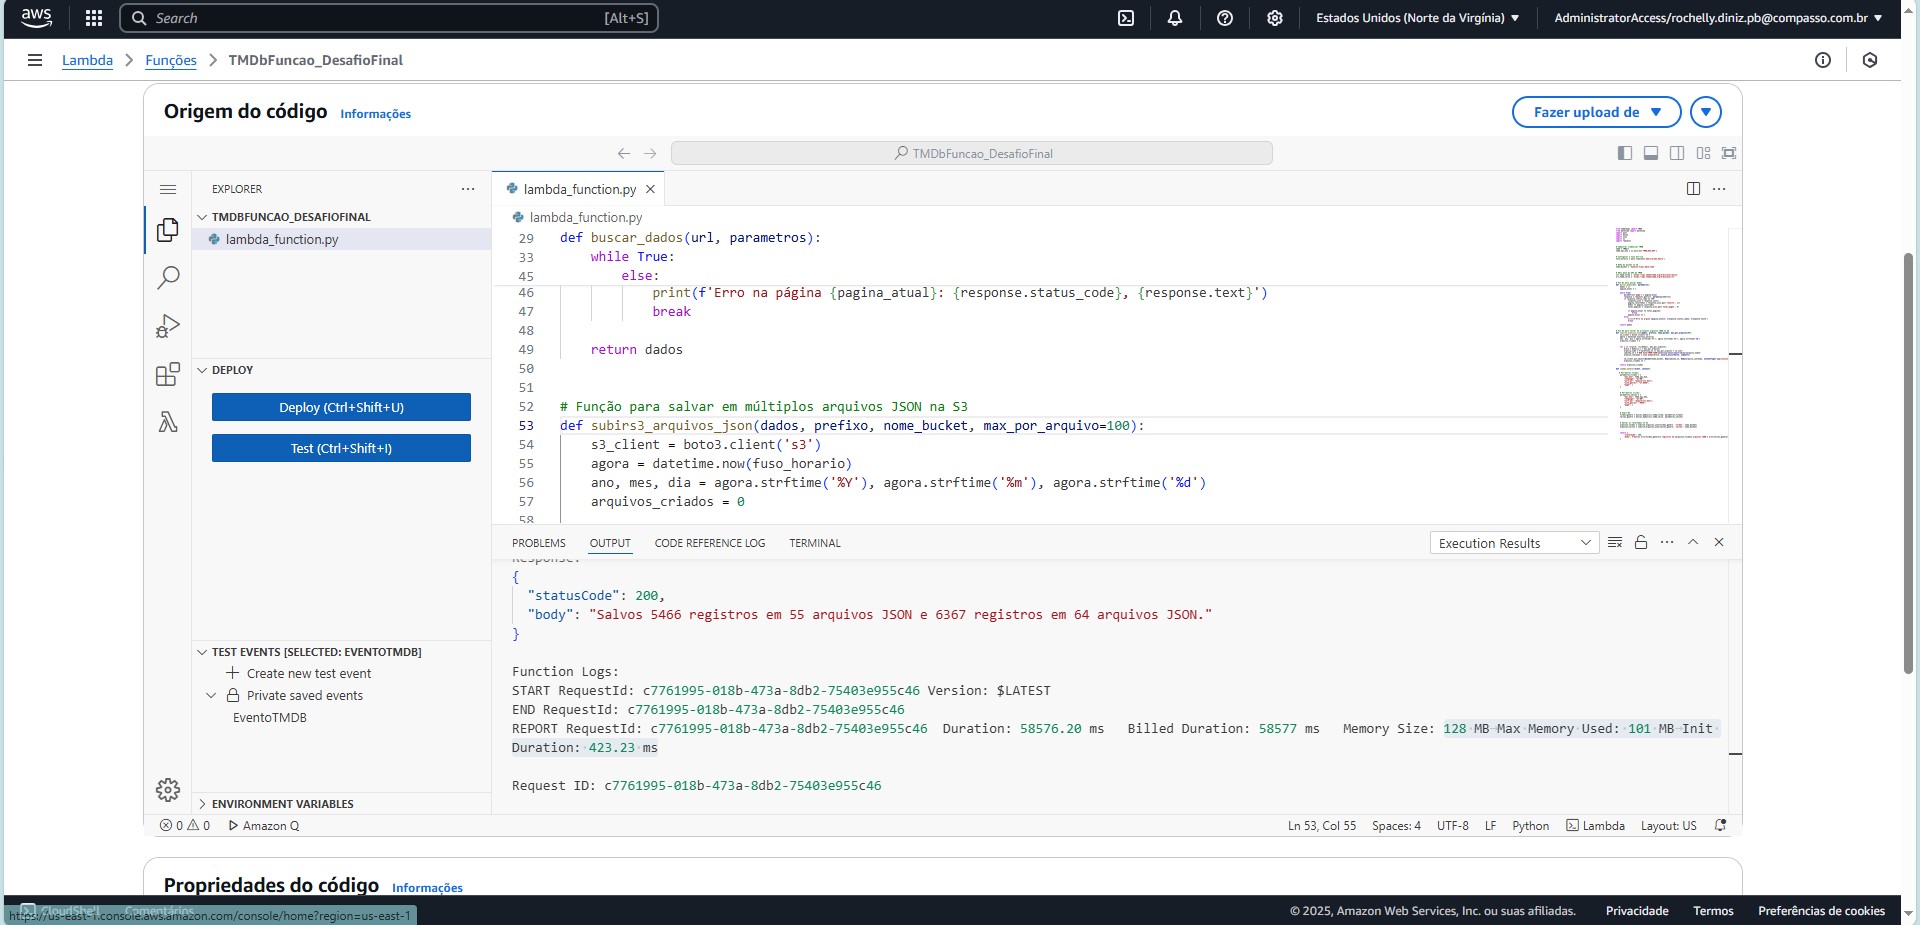 aws
Search
[Alt+S]
Estados Unidos (Norte da Virgínia)
AdministratorAccess/rochelly.diniz.pb@compasso.com.br
Lambda
Funções
TMDbFuncao_DesafioFinal
Origem do código
Informações
Fazer upload de
TMDbFuncao_DesafioFinal
EXPLORER
TMDBFUNCAO_DESAFIOFINAL
lambda_function.py
DEPLOY
Deploy (Ctrl+Shift+U)
Test (Ctrl+Shift+I)
TEST EVENTS [SELECTED: EVENTOTMDB]
Create new test event
Private saved events
EventoTMDB
ENVIRONMENT VARIABLES
lambda_function.py
lambda_function.py
29 def buscar_dados(url, parametros):
33 while True:
45 else:
46 print(f'Erro na página {pagina_atual}: {response.status_code}, {response.text}')
47 break
48
49 return dados
50
51
52 # Função para salvar em múltiplos arquivos JSON na S3
53 def subirs3_arquivos_json(dados, prefixo, nome_bucket, max_por_arquivo=100):
54 s3_client = boto3.client('s3')
55 agora = datetime.now(fuso_horario)
56 ano, mes, dia = agora.strftime('%Y'), agora.strftime('%m'), agora.strftime('%d')
57 arquivos_criados = 0
58
PROBLEMS
OUTPUT
CODE REFERENCE LOG
TERMINAL
Execution Results
Response:
{
"statusCode": 200,
"body": "Salvos 5466 registros em 55 arquivos JSON e 6367 registros em 64 arquivos JSON."
}
Function Logs:
START RequestId: c7761995-018b-473a-8db2-75403e955c46 Version: $LATEST
END RequestId: c7761995-018b-473a-8db2-75403e955c46
REPORT RequestId: c7761995-018b-473a-8db2-75403e955c46 Duration: 58576.20 ms Billed Duration: 58577 ms Memory Size: 128 MB Max Memory Used: 101 MB Init
Duration: 423.23 ms
Request ID: c7761995-018b-473a-8db2-75403e955c46
0 0 Amazon Q
Ln 53, Col 55 Spaces: 4 UTF-8 LF Python Lambda Layout: US
Propriedades do código
Informações
CloudShell
Comentários
https://us-east-1.console.aws.amazon.com/console/home?region=us-east-1
© 2025, Amazon Web Services, Inc. ou suas afiliadas.
Privacidade
Termos
Preferências de cookies